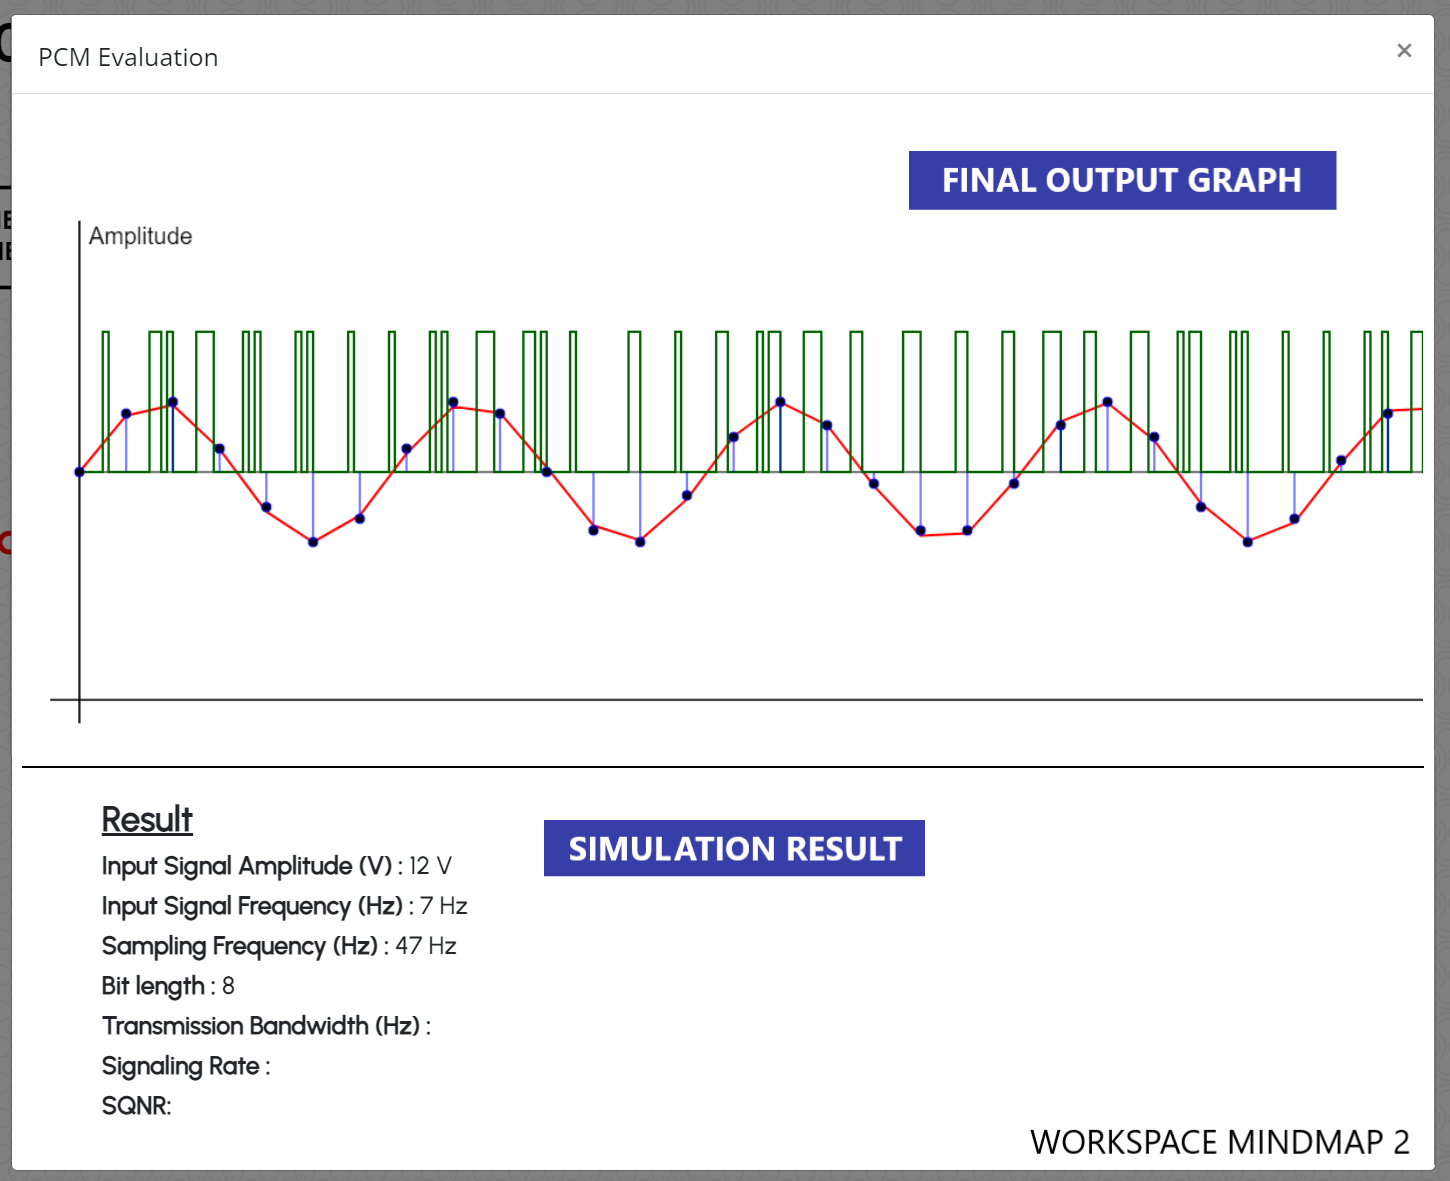 PCM Evaluation
×
FINAL OUTPUT GRAPH
Amplitude
Result
SIMULATION RESULT
Input Signal Amplitude (V) : 12 V
Input Signal Frequency (Hz) : 7 Hz
Sampling Frequency (Hz) : 47 Hz
Bit length : 8
Transmission Bandwidth (Hz) :
Signaling Rate :
SQNR:
WORKSPACE MINDMAP 2